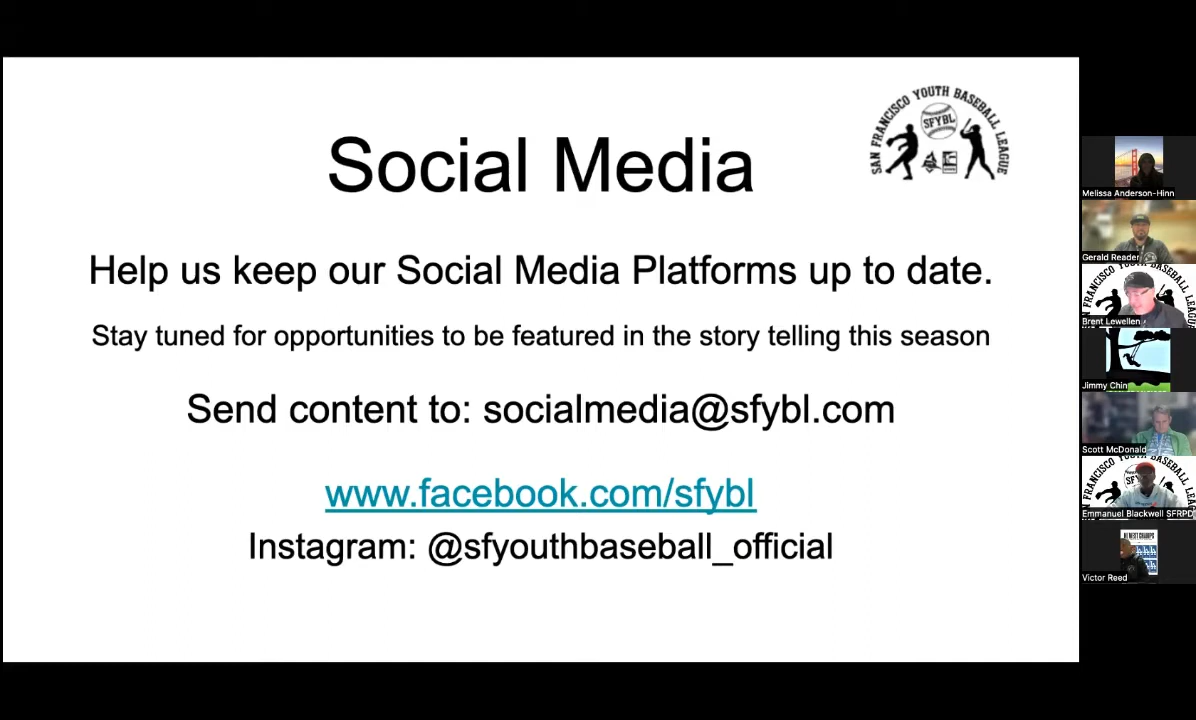 Social Media
SAN FRANCISCO YOUTH BASEBALL LEAGUE
SFYBL
Help us keep our Social Media Platforms up to date.
Stay tuned for opportunities to be featured in the story telling this season
Send content to: socialmedia@sfybl.com
www.facebook.com/sfybl
Instagram: @sfyouthbaseball_official
Melissa Anderson-Hinn
Gerald Reader
Brent Lewellen
Jimmy Chin
Scott McDonald
Emmanuel Blackwell SFRPD
Victor Reed